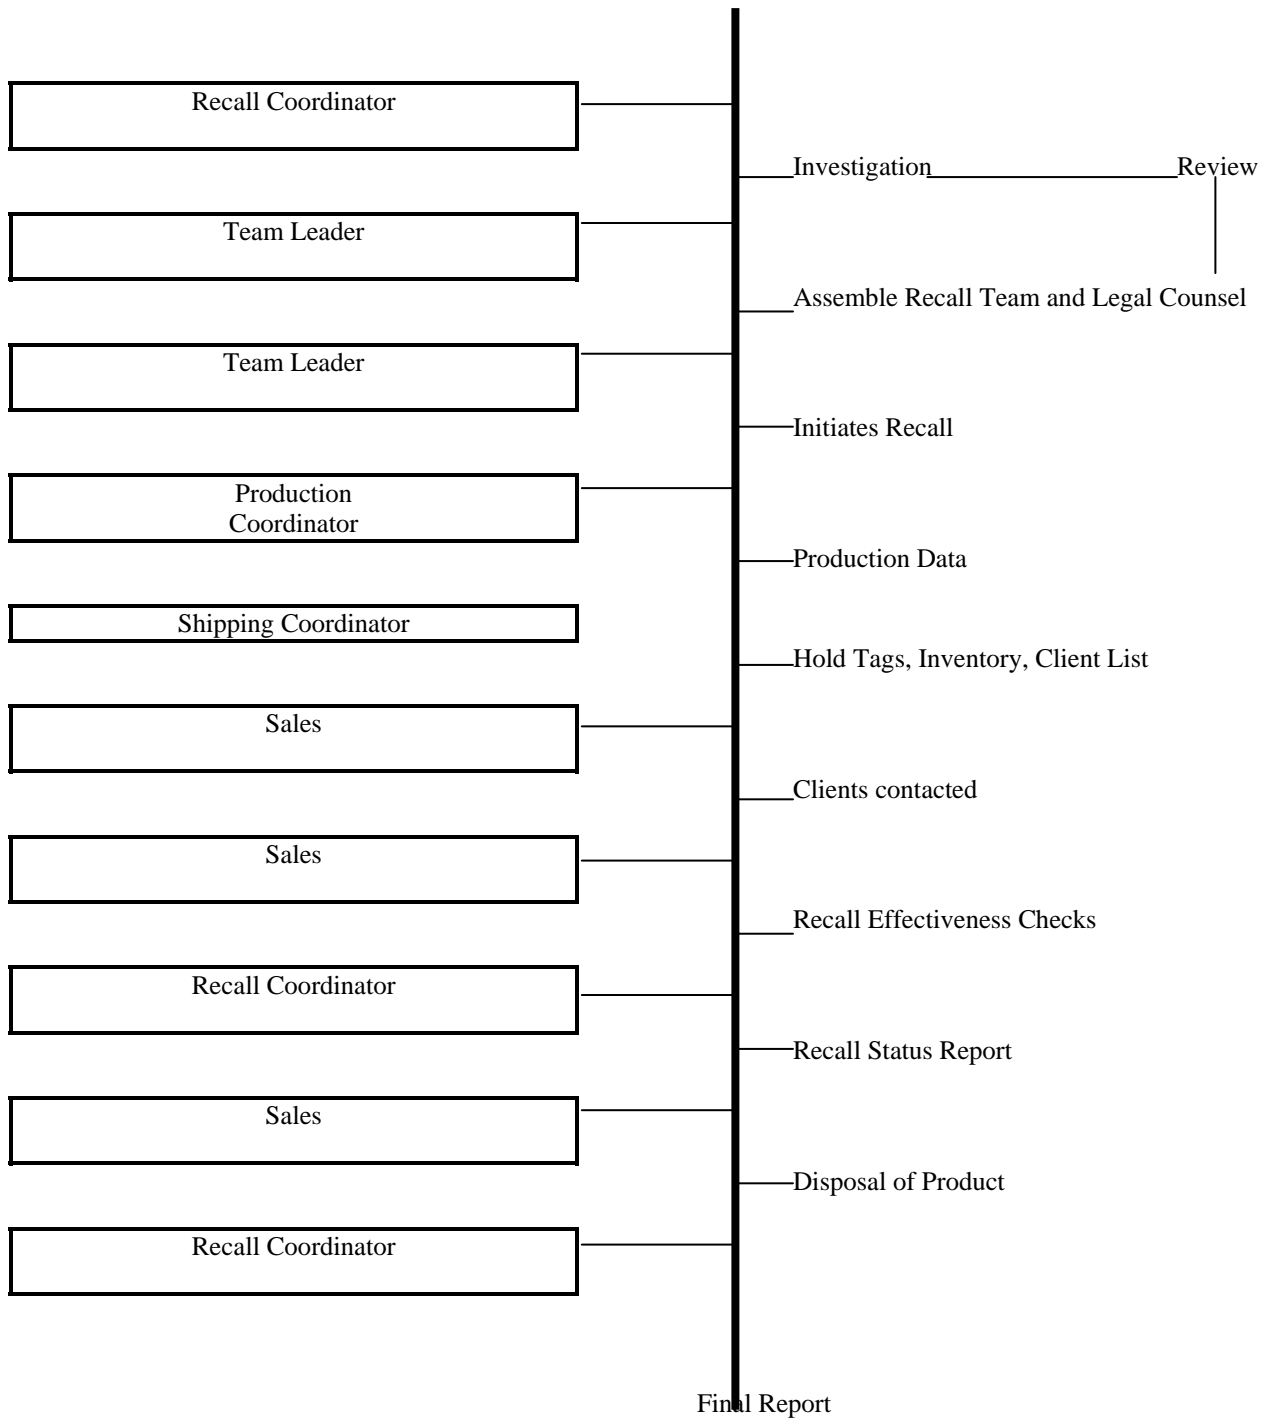 Recall Coordinator
Investigation
Review
Team Leader
Assemble Recall Team and Legal Counsel
Team Leader
Initiates Recall
Production
Coordinator
Production Data
Shipping Coordinator
Hold Tags, Inventory, Client List
Sales
Clients contacted
Sales
Recall Effectiveness Checks
Recall Coordinator
Recall Status Report
Sales
Disposal of Product
Recall Coordinator
Final Report